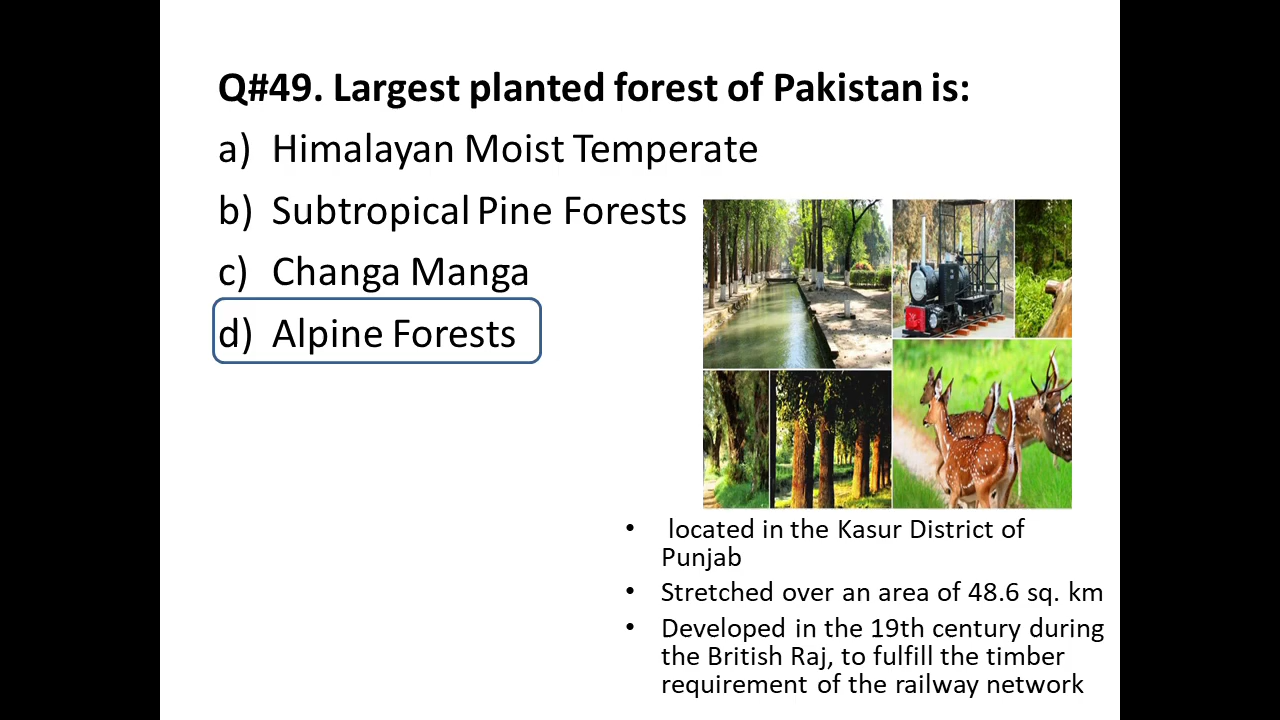 Q#49. Largest planted forest of Pakistan is:
a) Himalayan Moist Temperate
b) Subtropical Pine Forests
c) Changa Manga
d) Alpine Forests
• located in the Kasur District of
Punjab
• Stretched over an area of 48.6 sq. km
• Developed in the 19th century during
the British Raj, to fulfill the timber
requirement of the railway network